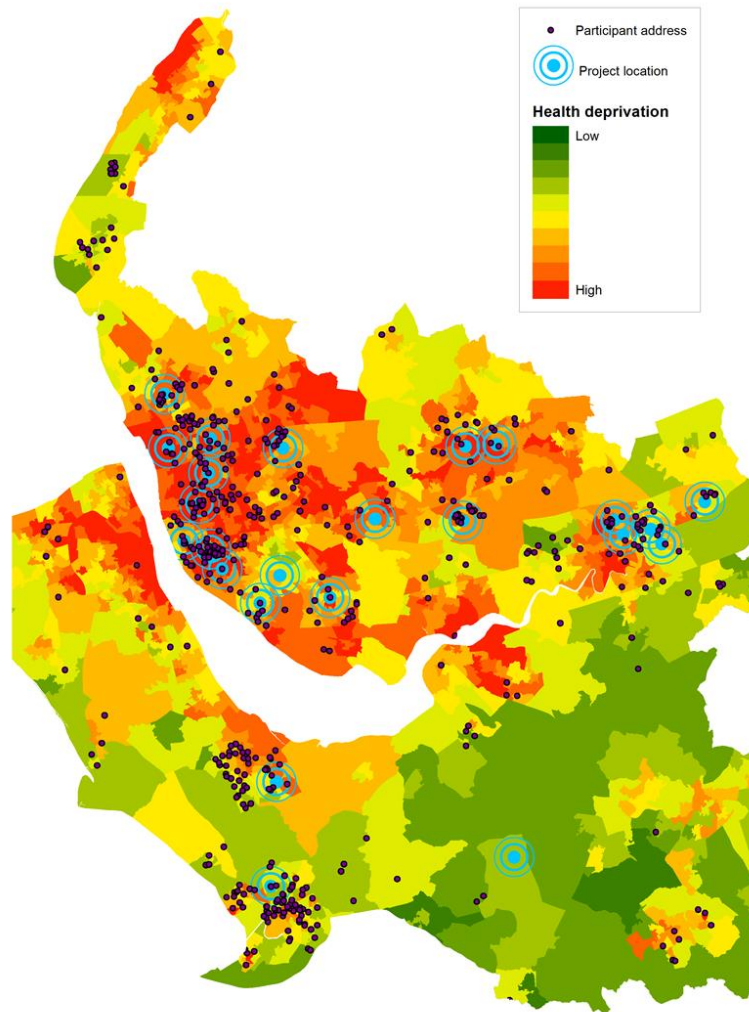 Participant address
Project location
Health deprivation
Low
High